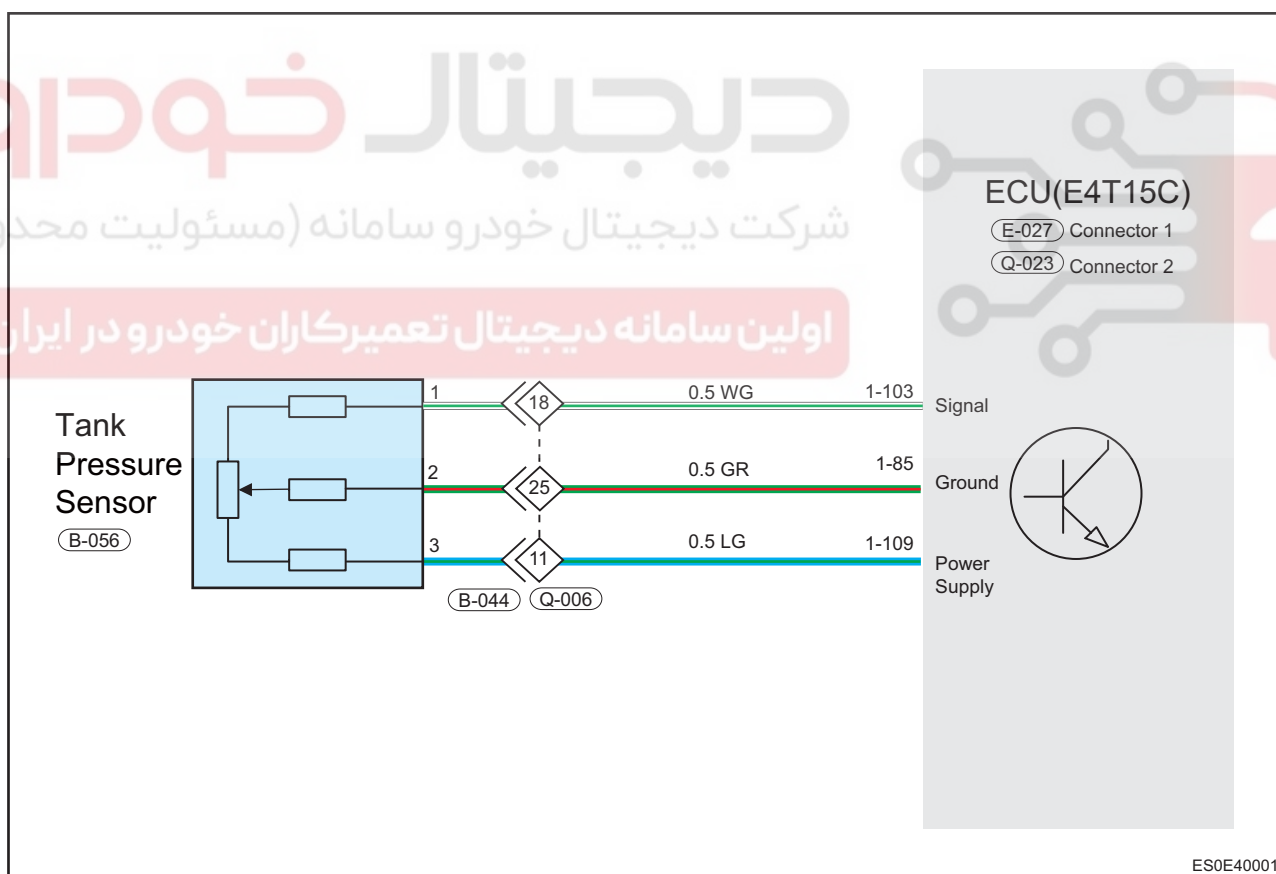 دیجیتال خودرو
شرکت دیجیتال خودرو سامانه (مسئولیت محدو
اولین سامانه دیجیتال تعمیرکاران خودرو در ایران
ECU(E4T15C)
E-027 Connector 1
Q-023 Connector 2
Tank
Pressure
Sensor
B-056
1 18 0.5 WG 1-103 Signal
2 25 0.5 GR 1-85 Ground
3 11 0.5 LG 1-109 Power
Supply
B-044 Q-006
ES0E40001